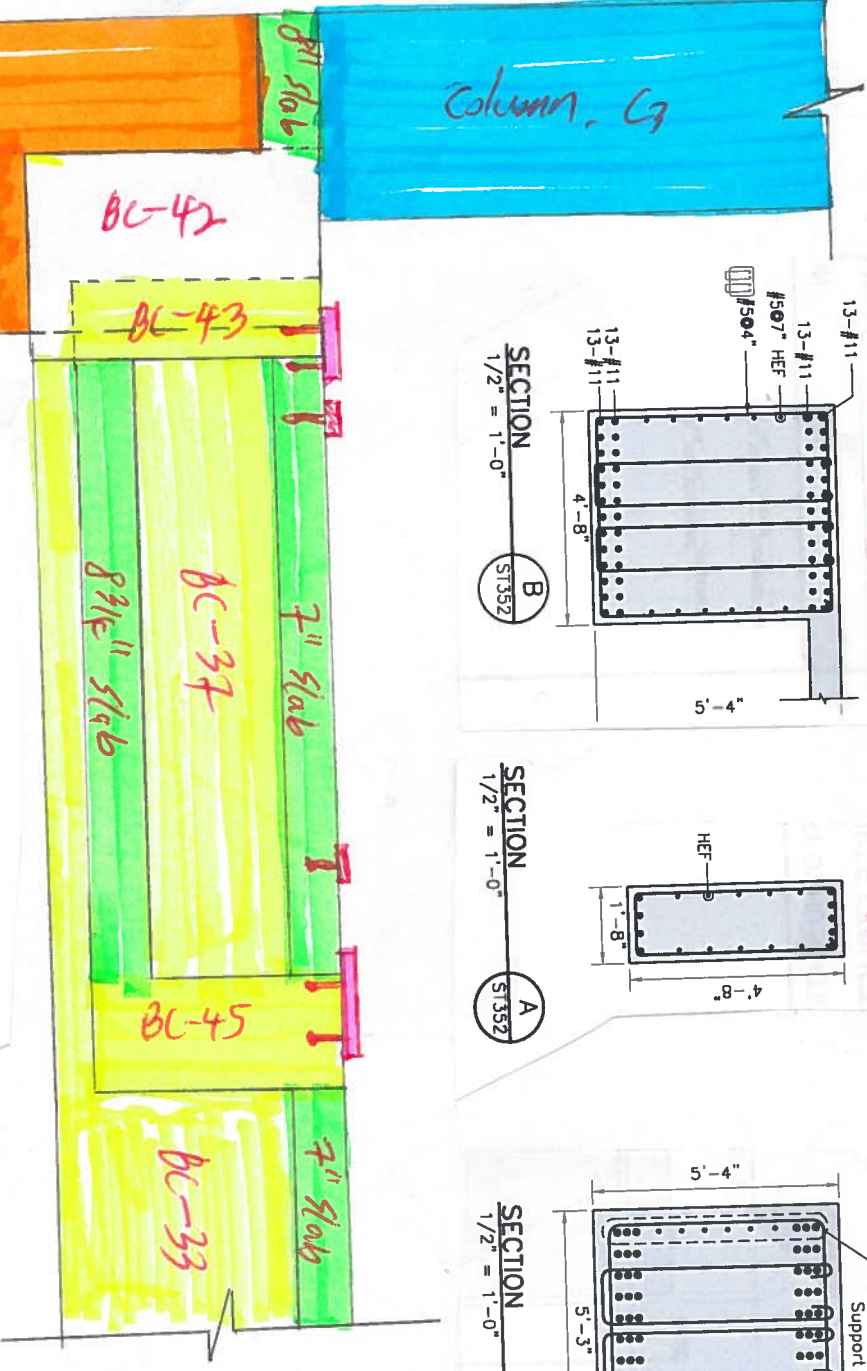 8" slab
Column. C3
BC-42
BC-43
BC-37
7" slab
8 3/4" slab
BC-45
BC-33
7" slab
13-#11
13-#11
#5@7" HEF
#5@4"
13-#11
13-#11
4'-8"
5'-4"
SECTION
1/2" = 1'-0"
B
ST352
HEF
1'-8"
4'-8"
SECTION
1/2" = 1'-0"
A
ST352
5'-4"
5'-3"
Support
SECTION
1/2" = 1'-0"